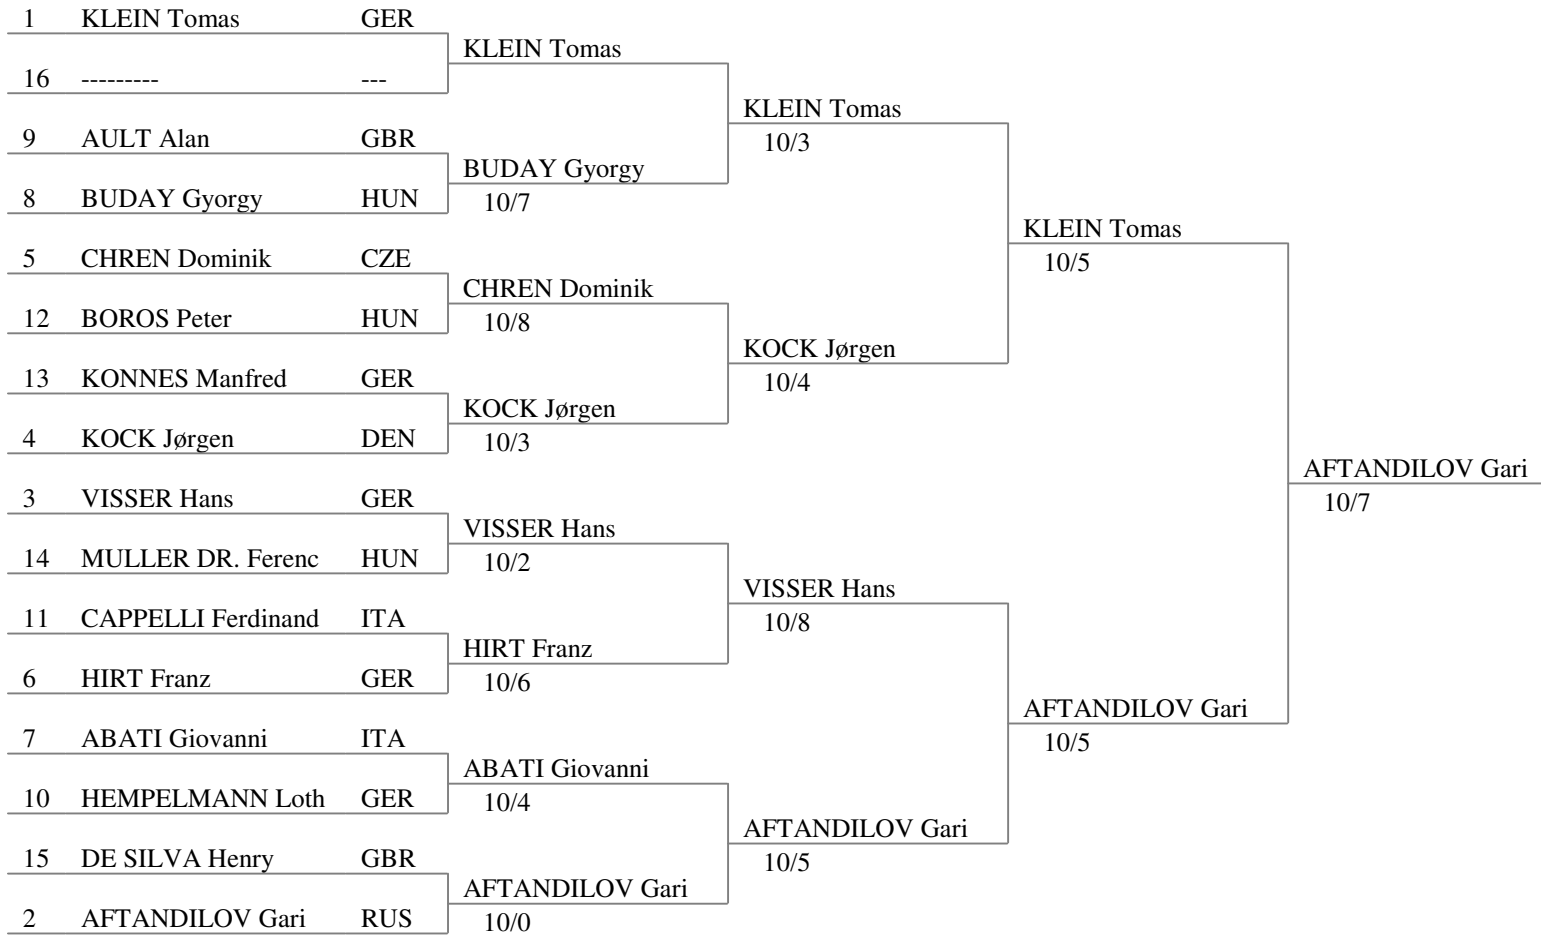 1 KLEIN Tomas GER
KLEIN Tomas
16 --------- ---
KLEIN Tomas
10/3
9 AULT Alan GBR
BUDAY Gyorgy
10/7
8 BUDAY Gyorgy HUN
KLEIN Tomas
10/5
5 CHREN Dominik CZE
CHREN Dominik
10/8
12 BOROS Peter HUN
KOCK Jørgen
10/4
13 KONNES Manfred GER
KOCK Jørgen
10/3
4 KOCK Jørgen DEN
AFTANDILOV Gari
10/7
3 VISSER Hans GER
VISSER Hans
10/2
14 MULLER DR. Ferenc HUN
VISSER Hans
10/8
11 CAPPELLI Ferdinand ITA
HIRT Franz
10/6
6 HIRT Franz GER
AFTANDILOV Gari
10/5
7 ABATI Giovanni ITA
ABATI Giovanni
10/4
10 HEMPELMANN Loth GER
AFTANDILOV Gari
10/5
15 DE SILVA Henry GBR
AFTANDILOV Gari
10/0
2 AFTANDILOV Gari RUS